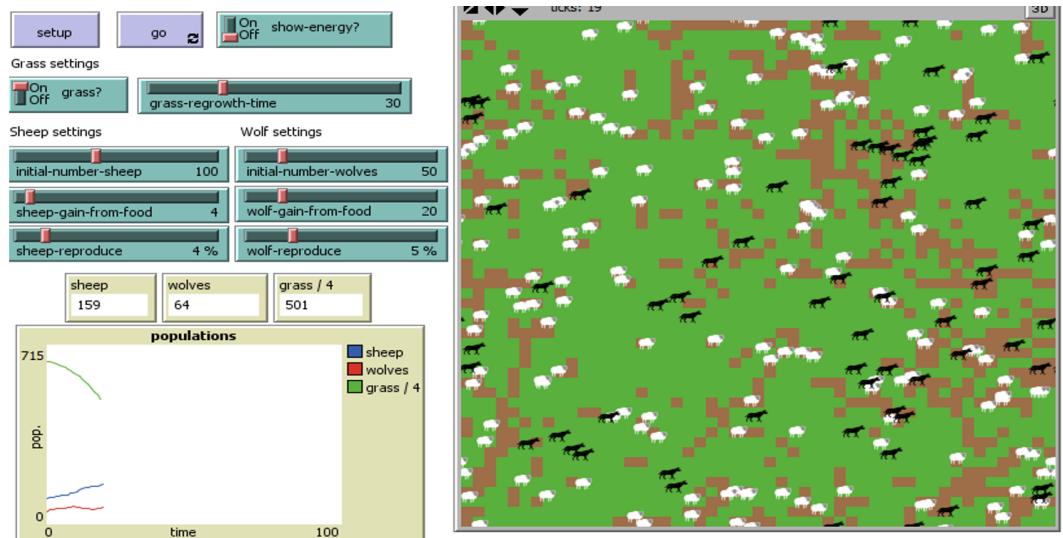 setup
go
On
Off
show-energy?
Grass settings
On
Off
grass?
grass-regrowth-time 30
Sheep settings
Wolf settings
initial-number-sheep 100
initial-number-wolves 50
sheep-gain-from-food 4
wolf-gain-from-food 20
sheep-reproduce 4 %
wolf-reproduce 5 %
sheep
159
wolves
64
grass / 4
501
populations
715
pop.
0
0
time
100
sheep
wolves
grass / 4
ticks: 19
3D